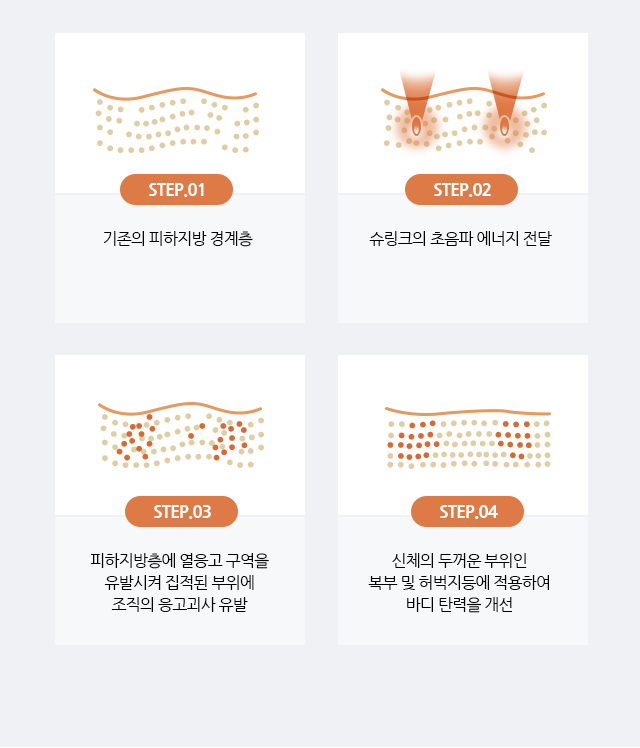 STEP.01
기존의 피하지방 경계층
STEP.02
슈링크의 초음파 에너지 전달
STEP.03
피하지방층에 열응고 구역을
유발시켜 집적된 부위에
조직의 응고괴사 유발
STEP.04
신체의 두꺼운 부위인
복부 및 허벅지등에 적용하여
바디 탄력을 개선